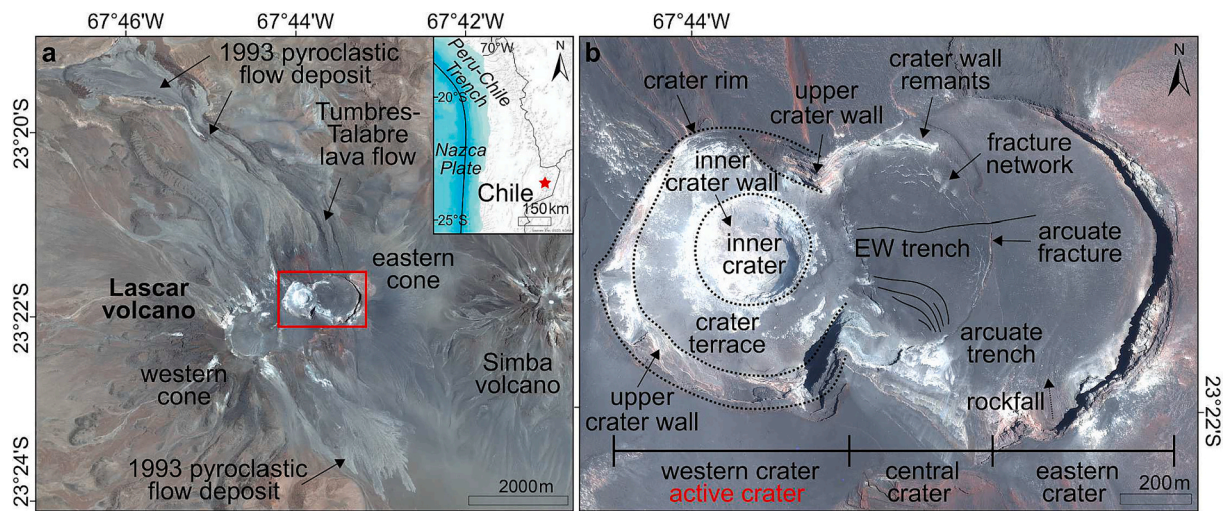 67°46'W
67°44'W
67°42'W
67°44'W
a
1993 pyroclastic
flow deposit
Tumbres-
Talabre
lava flow
23°20'S
Lascar
volcano
eastern
cone
23°22'S
western
cone
Simba
volcano
1993 pyroclastic
flow deposit
23°24'S
2000m
70°W
N
Peru-Chile
Trench
20°S
Nazca
Plate
Chile
25°S
150km
b
N
crater rim
upper
crater wall
crater wall
remants
inner
crater wall
fracture
network
inner
crater
EW trench
arcuate
fracture
crater
terrace
arcuate
trench
upper
crater wall
rockfall
23°22'S
western crater
active crater
central
crater
eastern
crater
200m